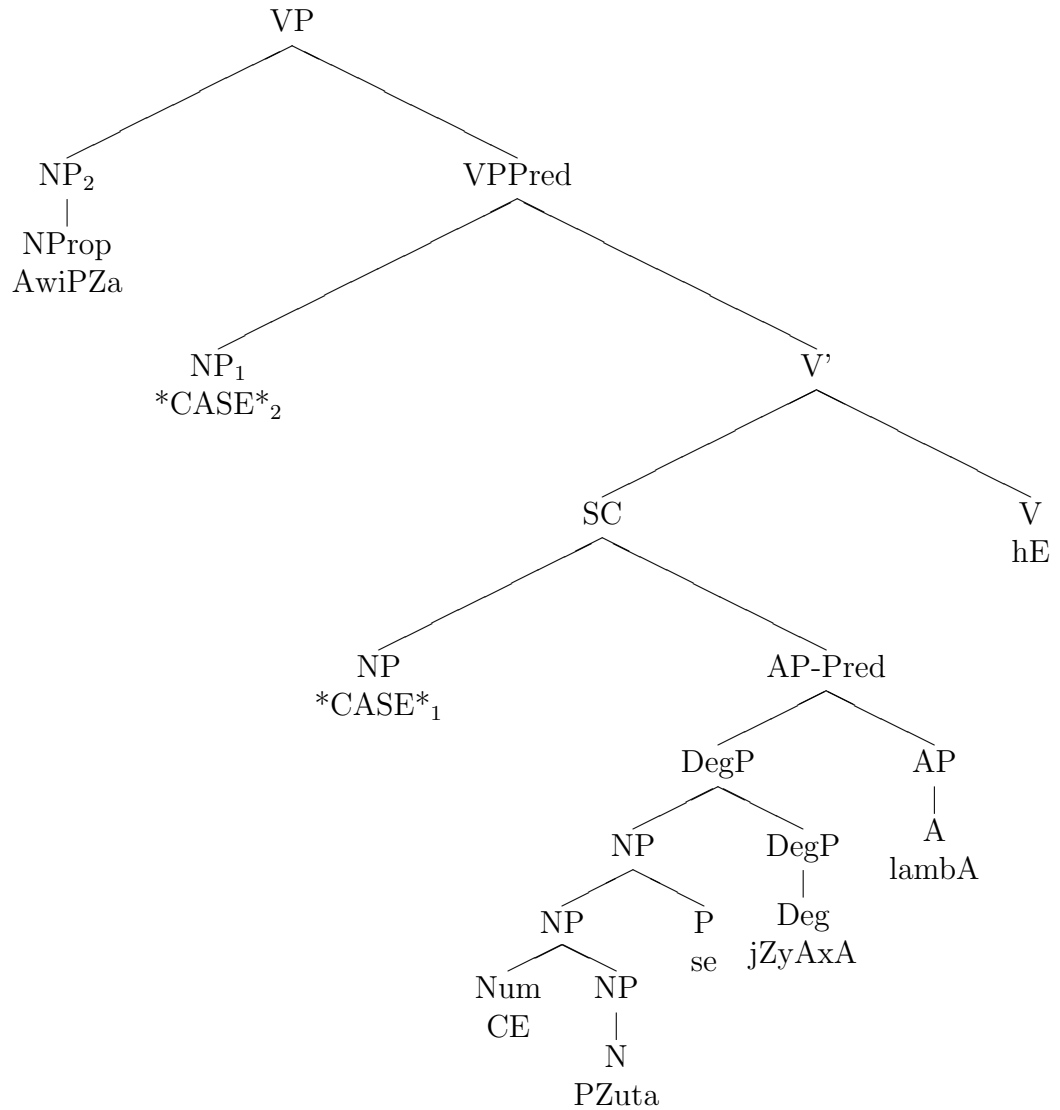 VP
NP₂ VPPred
NProp
AwiPZa
NP₁ V'
*CASE*₂
SC V
hE
NP AP-Pred
*CASE*₁
DegP AP
NP DegP A
lambA
NP P Deg
se jZyAxA
Num NP
CE
N
PZuta